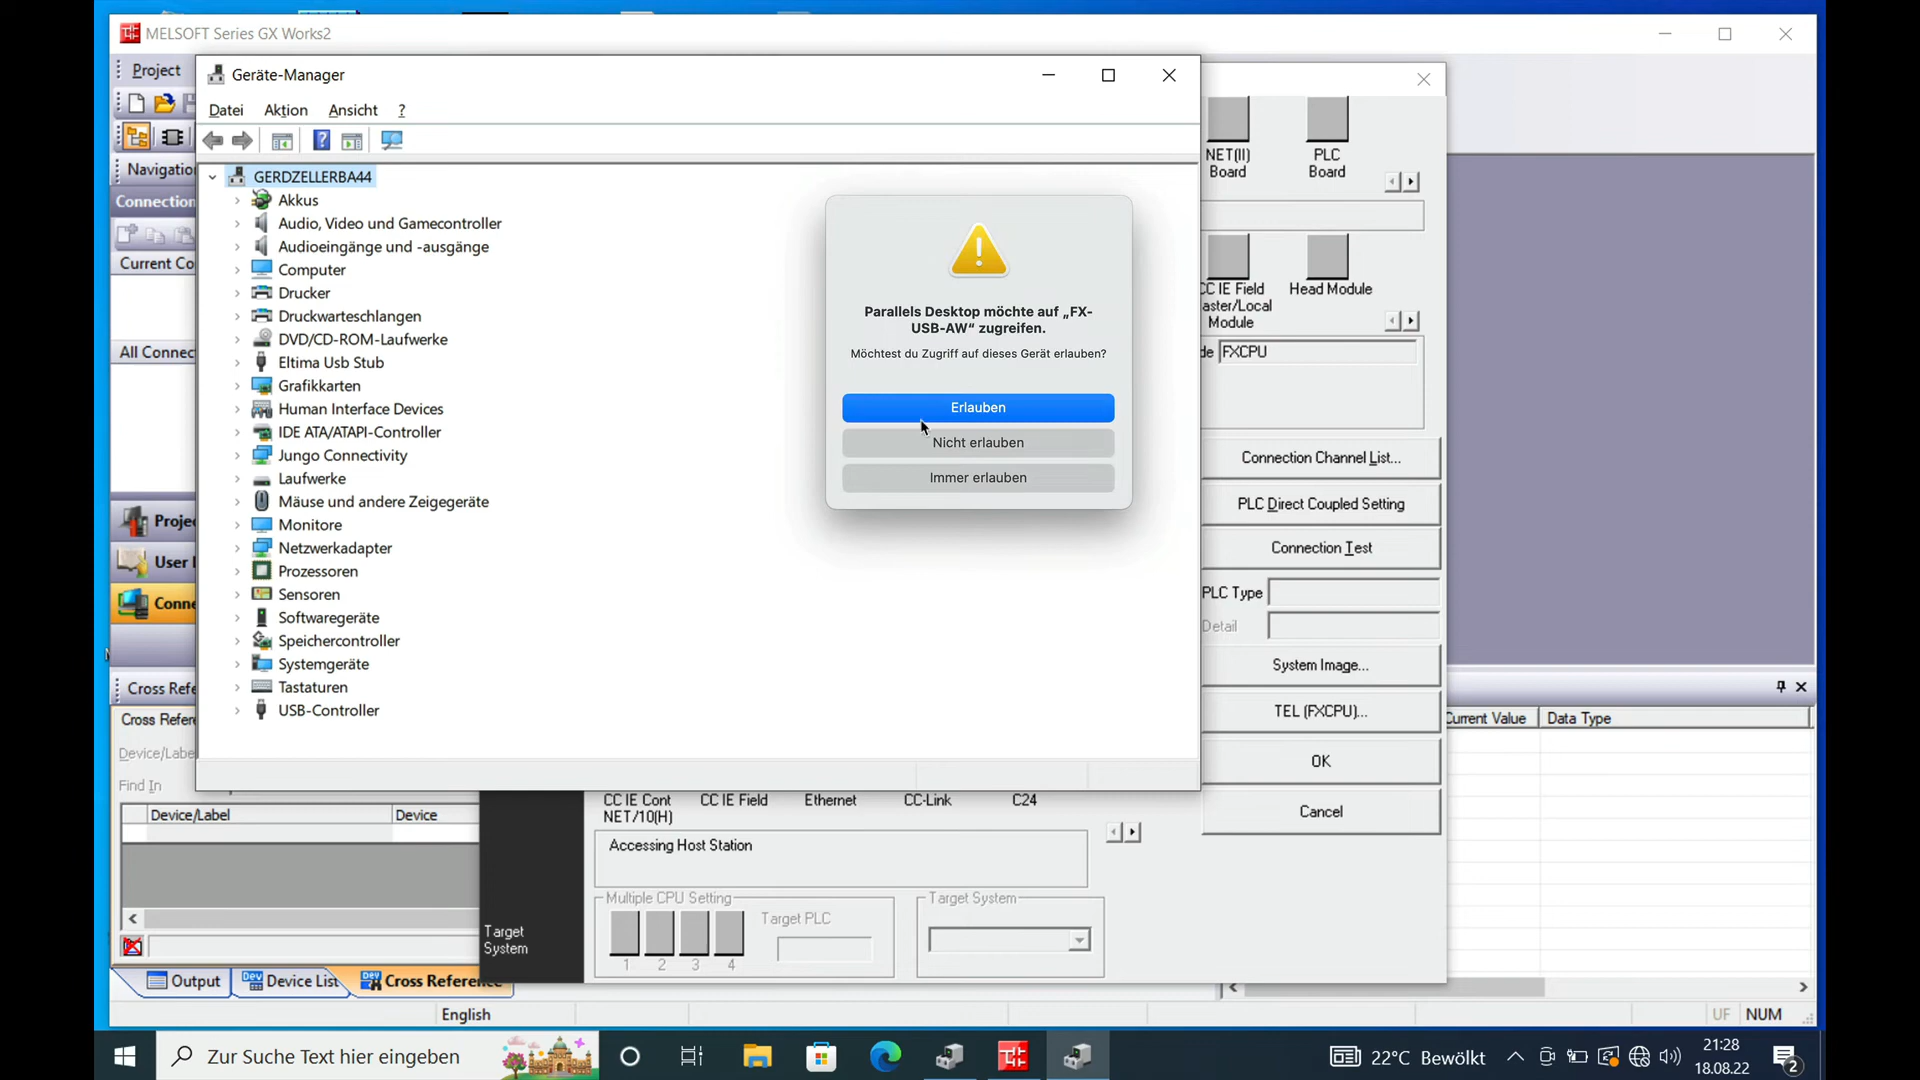 MELSOFT Series GX Works2
Project
Geräte-Manager
Datei Aktion Ansicht ?
Navigation
Connection
Current Co
All Connec
Projec
User l
Conne
GERDZELLERBA44
Akkus
Audio, Video und Gamecontroller
Audioeingänge und -ausgänge
Computer
Drucker
Druckwarteschlangen
DVD/CD-ROM-Laufwerke
Eltima Usb Stub
Grafikkarten
Human Interface Devices
IDE ATA/ATAPI-Controller
Jungo Connectivity
Laufwerke
Mäuse und andere Zeigegeräte
Monitore
Netzwerkadapter
Prozessoren
Sensoren
Softwaregeräte
Speichercontroller
Systemgeräte
Tastaturen
USB-Controller
Parallels Desktop möchte auf „FX-
USB-AW“ zugreifen.
Möchtest du Zugriff auf dieses Gerät erlauben?
Erlauben
Nicht erlauben
Immer erlauben
NET(II)
Board
PLC
Board
CC IE Field
aster/Local
Module
Head Module
de FXCPU
Connection Channel List...
PLC Direct Coupled Setting
Connection Test
PLC Type
Detail
System Image...
TEL (FXCPU)...
OK
Cancel
Cross Refe
Cross Refere
Device/Labe
Find In
Device/Label Device
Current Value Data Type
CC IE Cont
NET/10(H)
CC IE Field
Ethernet
CC-Link
C24
Accessing Host Station
Multiple CPU Setting
Target PLC
1 2 3 4
Target System
Target
System
Output Device List Cross Reference
English
UF NUM
Zur Suche Text hier eingeben
22°C Bewölkt
21:28
18.08.22
2